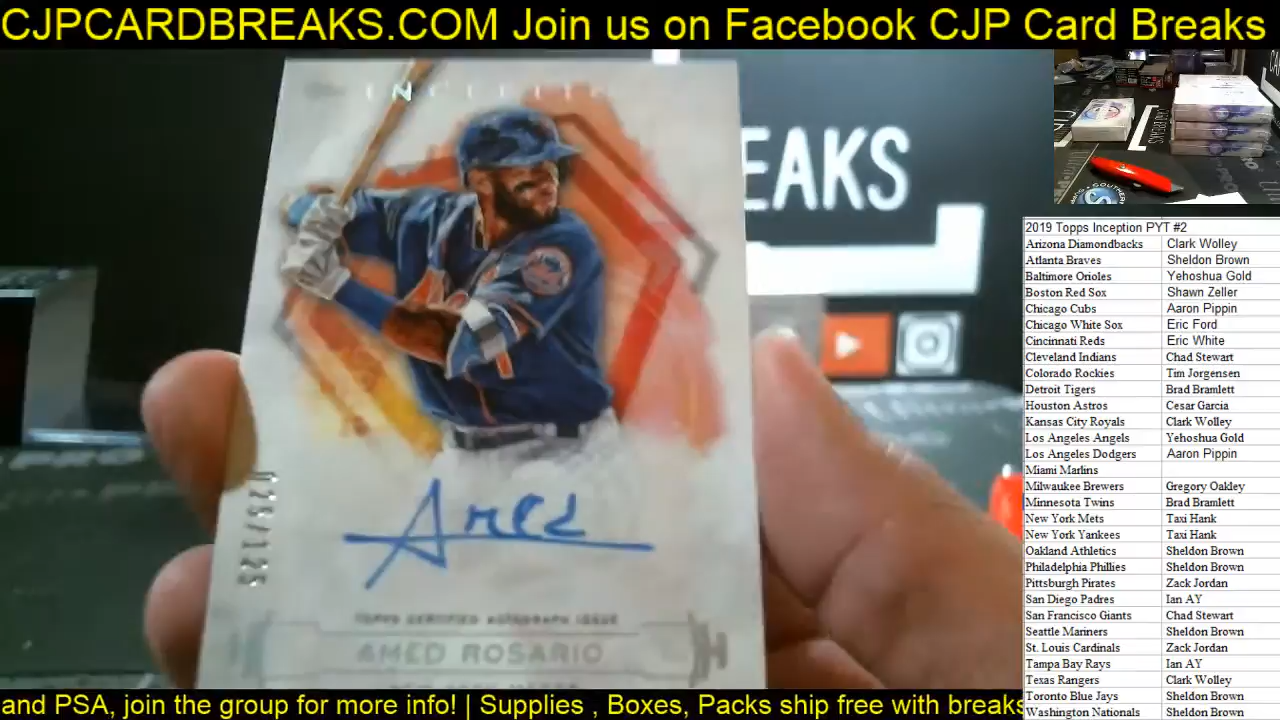 CJPCARDBREAKS.COM Join us on Facebook CJP Card Breaks
INCEPTION
EAKS
Amed
025/125
TOPPS CERTIFIED AUTOGRAPH ISSUE
AMED ROSARIO
NEW YORK METS
2019 Topps Inception PYT #2
Arizona Diamondbacks Clark Wolley
Atlanta Braves Sheldon Brown
Baltimore Orioles Yehoshua Gold
Boston Red Sox Shawn Zeller
Chicago Cubs Aaron Pippin
Chicago White Sox Eric Ford
Cincinnati Reds Eric White
Cleveland Indians Chad Stewart
Colorado Rockies Tim Jorgensen
Detroit Tigers Brad Bramlett
Houston Astros Cesar Garcia
Kansas City Royals Clark Wolley
Los Angeles Angels Yehoshua Gold
Los Angeles Dodgers Aaron Pippin
Miami Marlins
Milwaukee Brewers Gregory Oakley
Minnesota Twins Brad Bramlett
New York Mets Taxi Hank
New York Yankees Taxi Hank
Oakland Athletics Sheldon Brown
Philadelphia Phillies Sheldon Brown
Pittsburgh Pirates Zack Jordan
San Diego Padres Ian AY
San Francisco Giants Chad Stewart
Seattle Mariners Sheldon Brown
St. Louis Cardinals Zack Jordan
Tampa Bay Rays Ian AY
Texas Rangers Clark Wolley
Toronto Blue Jays Sheldon Brown
Washington Nationals Sheldon Brown
and PSA, join the group for more info! | Supplies , Boxes, Packs ship free with breaks